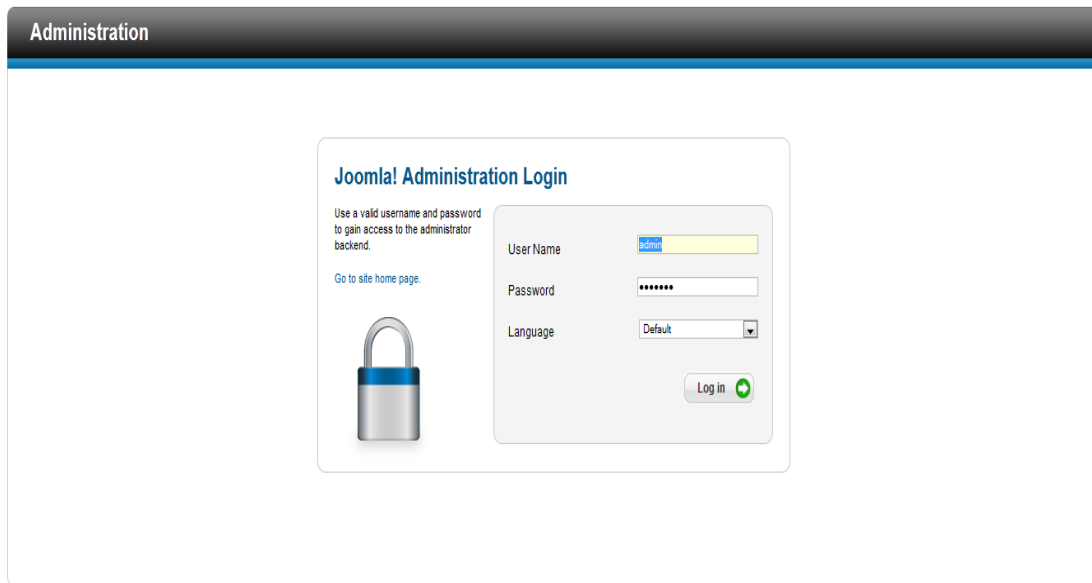 Administration
Joomla! Administration Login
Use a valid username and password
to gain access to the administrator
backend.
Go to site home page.
User Name
admin
Password
•••••••
Language
Default
Log in